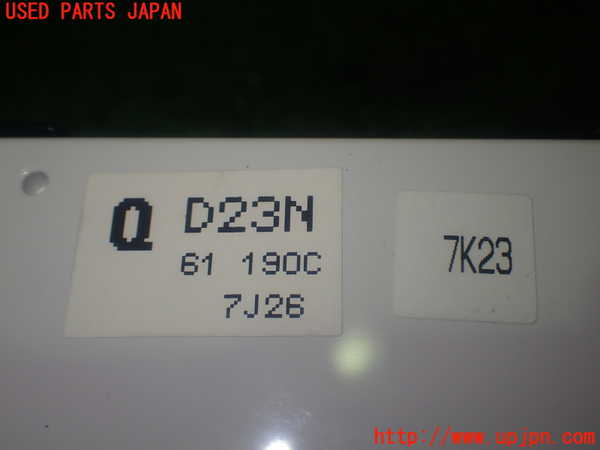 USED PARTS JAPAN
Q D23N
61 190C
7J26
7K23
http://www.upjpn.com